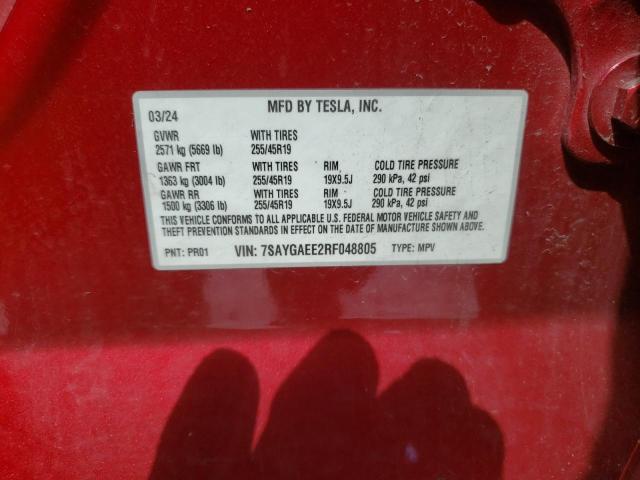 03/24 MFD BY TESLA, INC.
GVWR WITH TIRES
2571 kg (5669 lb) 255/45R19
GAWR FRT WITH TIRES RIM COLD TIRE PRESSURE
1363 kg (3004 lb) 255/45R19 19X9.5J 290 kPa, 42 psi
GAWR RR WITH TIRES RIM COLD TIRE PRESSURE
1500 kg (3306 lb) 255/45R19 19X9.5J 290 kPa, 42 psi
THIS VEHICLE CONFORMS TO ALL APPLICABLE U.S. FEDERAL MOTOR VEHICLE SAFETY AND
THEFT PREVENTION STANDARDS IN EFFECT ON THE DATE OF MANUFACTURE SHOWN ABOVE.
PNT: PR01 VIN: 7SAYGAEE2RF048805 TYPE: MPV